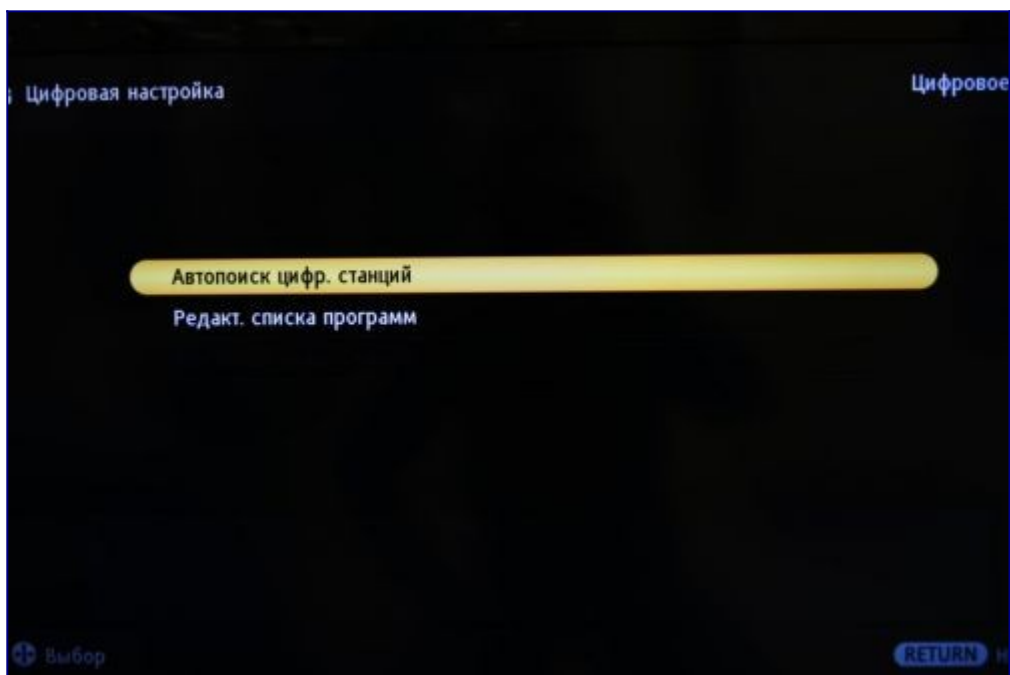 Цифровая настройка
Цифровое
Автопоиск цифр. станций
Редакт. списка программ
Выбор
RETURN Н